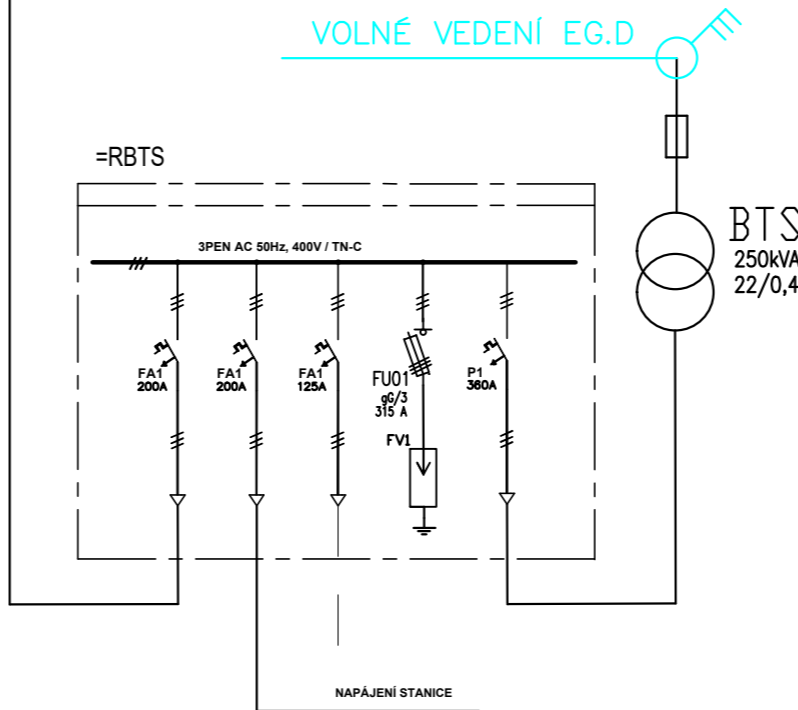 VOLNÉ VEDENÍ EG.D
=RBTS
BTS
250kVA
22/0,4
3PEN AC 50Hz, 400V / TN-C
FA1
200A
FA1
200A
FA1
125A
FU01
gG/3
315 A
FV1
P1
360A
NAPÁJENÍ STANICE